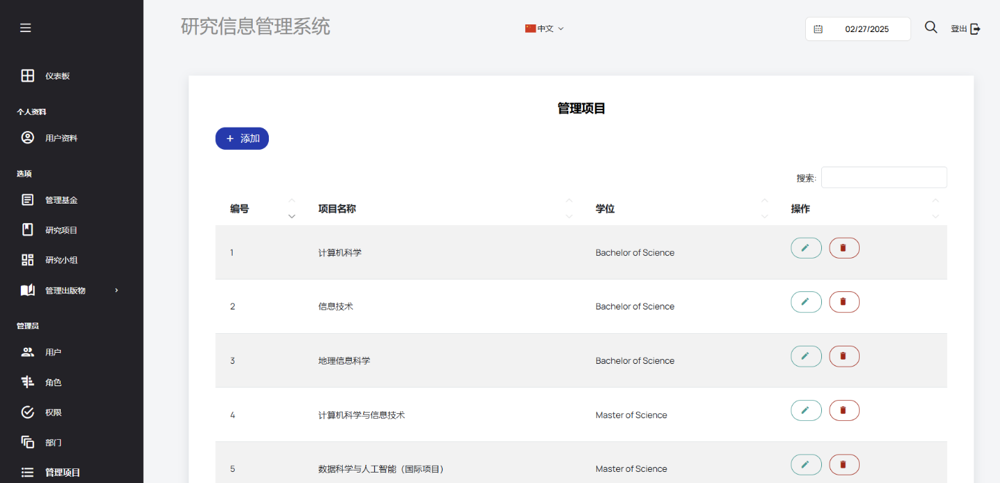 研究信息管理系统
中文
02/27/2025
登出
仪表板
个人资料
用户资料
选项
管理基金
研究项目
研究小组
管理出版物
管理员
用户
角色
权限
部门
管理项目
管理项目
+ 添加
搜索:
编号 项目名称 学位 操作
1 计算机科学 Bachelor of Science
2 信息技术 Bachelor of Science
3 地理信息科学 Bachelor of Science
4 计算机科学与信息技术 Master of Science
5 数据科学与人工智能（国际项目） Master of Science